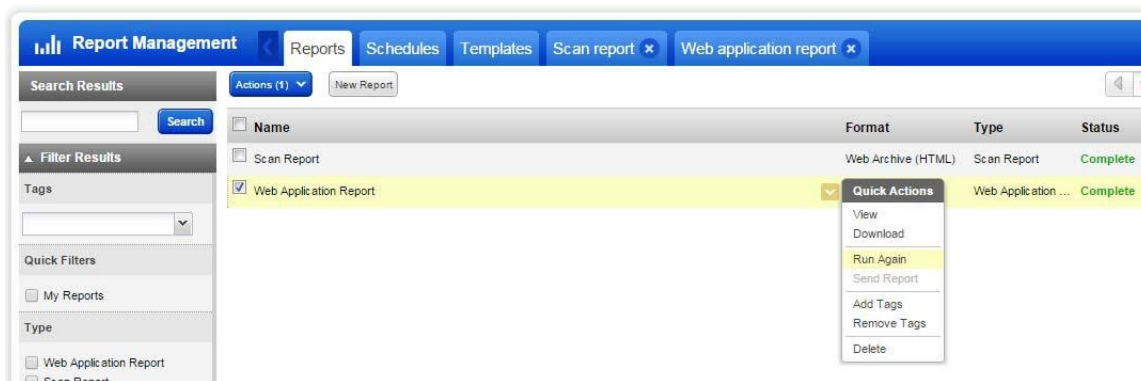 Report Management
Reports Schedules Templates Scan report Web application report
Search Results
Search
Filter Results
Tags
Quick Filters
My Reports
Type
Web Application Report
Scan Report
Actions (1) New Report
Name Format Type Status
Scan Report Web Archive (HTML) Scan Report Complete
Web Application Report Web Application ... Complete
Quick Actions
View
Download
Run Again
Send Report
Add Tags
Remove Tags
Delete